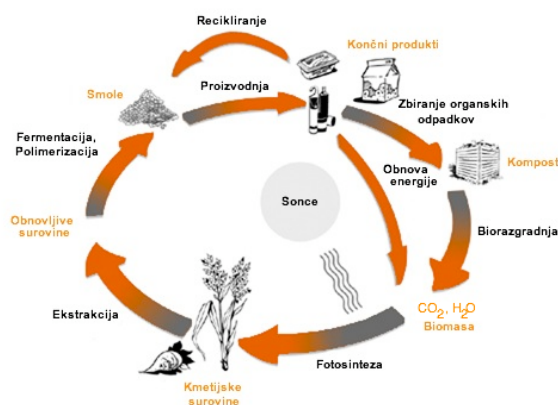 Recikliranje
Končni produkti
Smole
Proizvodnja
Zbiranje organskih
odpadkov
Fermentacija,
Polimerizacija
Obnova
energije
Kompost
Sonce
Obnovljive
surovine
Biorazgradnja
Ekstrakcija
CO₂, H₂O
Biomasa
Fotosinteza
Kmetijske
surovine